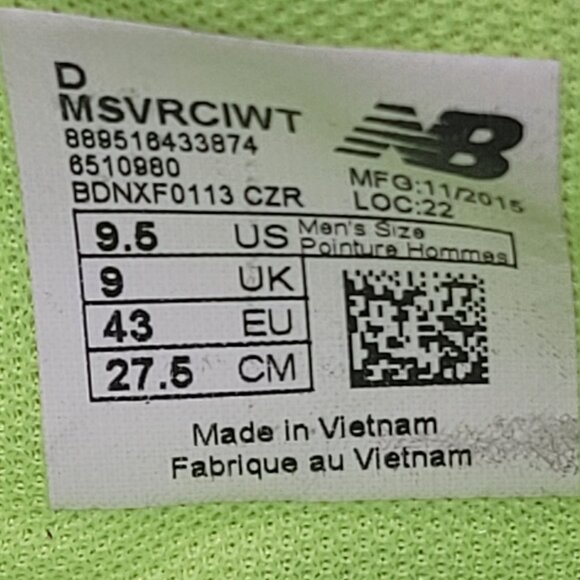 D
MSVRCIWT
889516433874
6510980
BDNXF0113 CZR
NB
MFG:11/2015
LOC:22
9.5 US Men's Size
Pointure Hommes
9 UK
43 EU
27.5 CM
Made in Vietnam
Fabrique au Vietnam